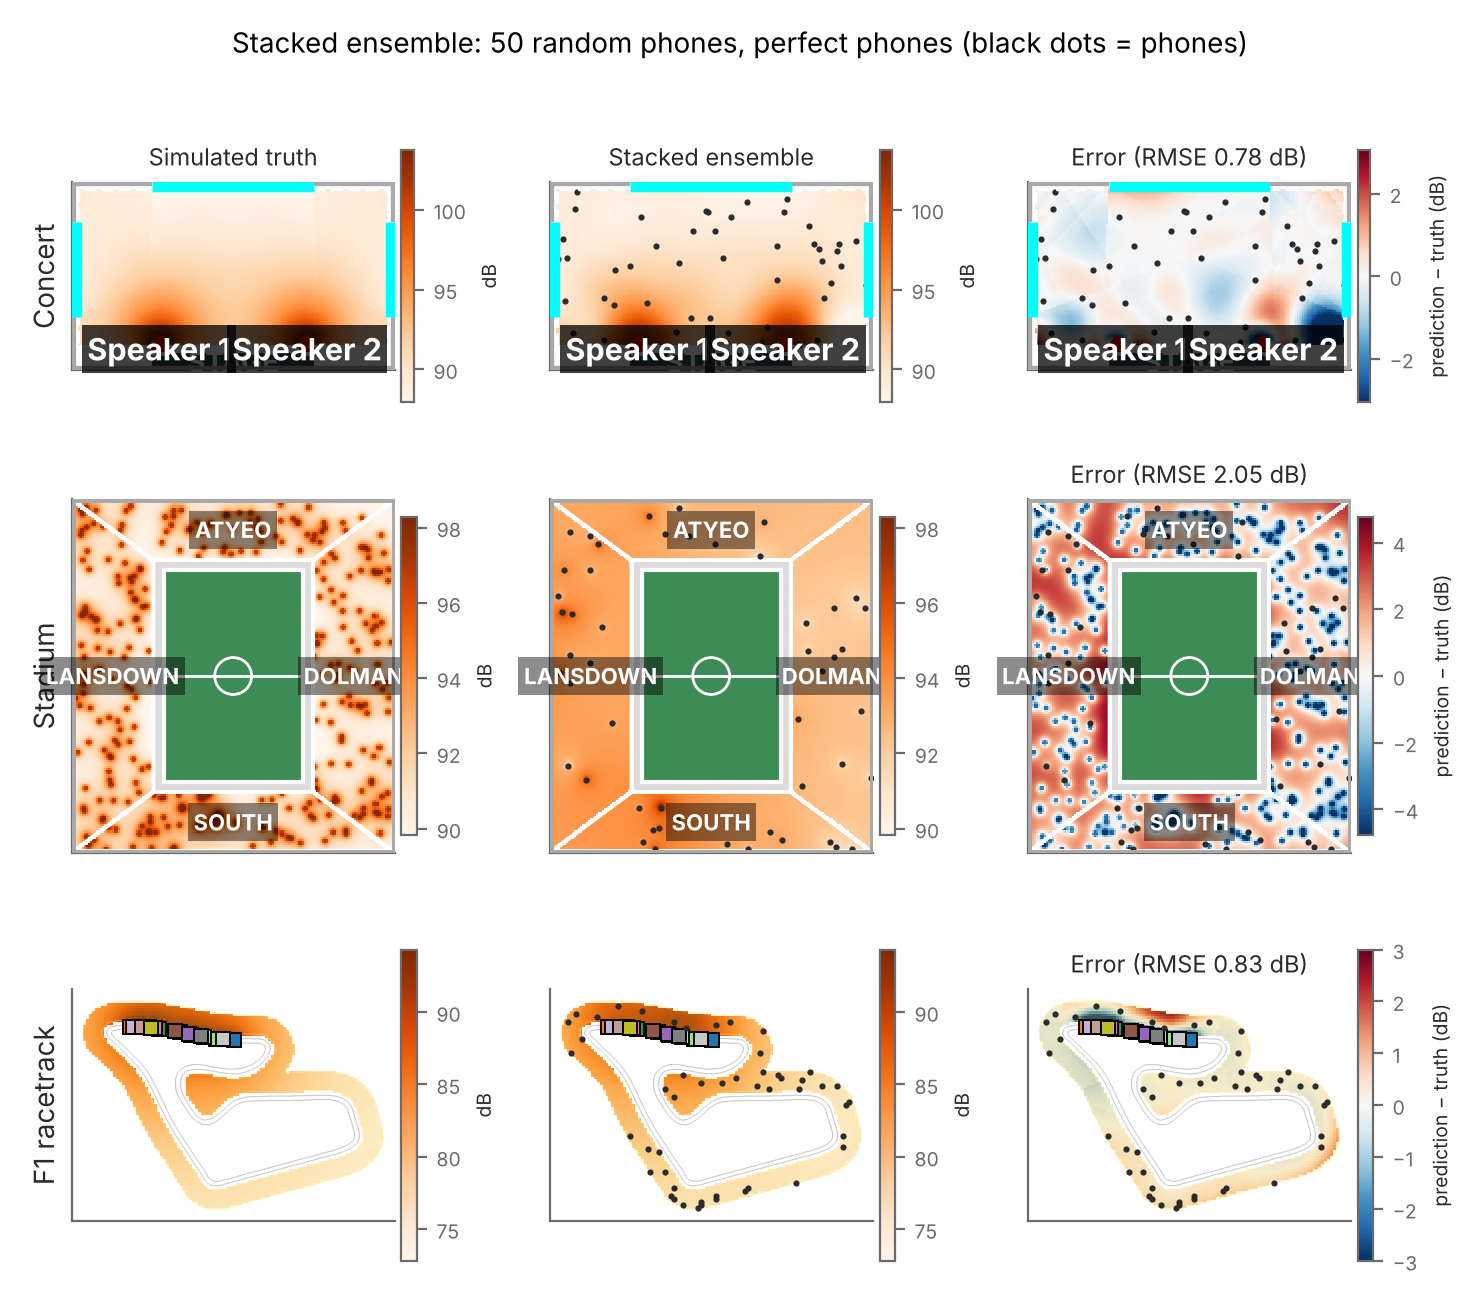 Stacked ensemble: 50 random phones, perfect phones (black dots = phones)
Simulated truth
Stacked ensemble
Error (RMSE 0.78 dB)
Concert
Speaker 1
Speaker 2
100
95
90
dB
Speaker 1
Speaker 2
100
95
90
dB
Speaker 1
Speaker 2
2
0
−2
prediction − truth (dB)
Error (RMSE 2.05 dB)
Stadium
ATYEO
LANSDOWN
DOLMAN
SOUTH
98
96
94
92
90
dB
ATYEO
LANSDOWN
DOLMAN
SOUTH
98
96
94
92
90
dB
ATYEO
LANSDOWN
DOLMAN
SOUTH
4
2
0
−2
−4
prediction − truth (dB)
Error (RMSE 0.83 dB)
F1 racetrack
90
85
80
75
dB
90
85
80
75
dB
3
2
1
0
−1
−2
−3
prediction − truth (dB)